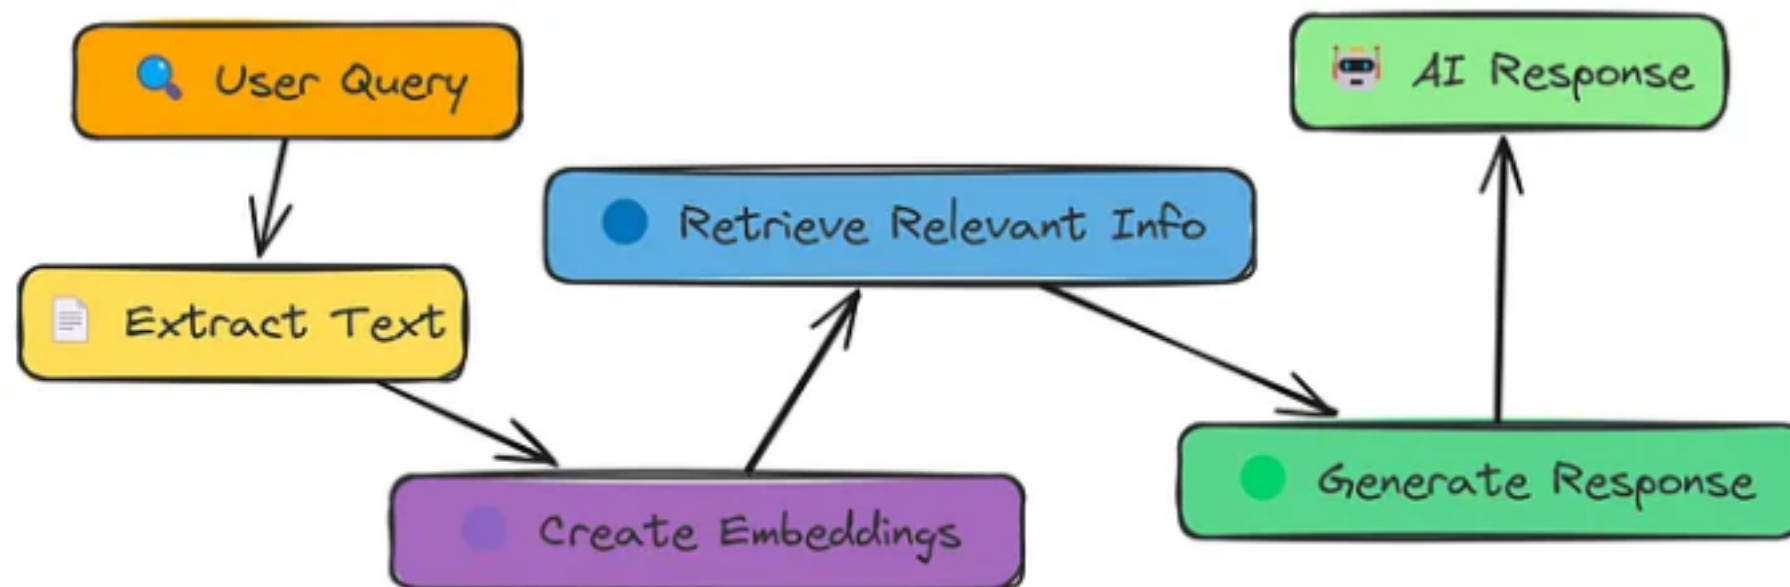 User Query
Extract Text
Create Embeddings
Retrieve Relevant Info
Generate Response
AI Response